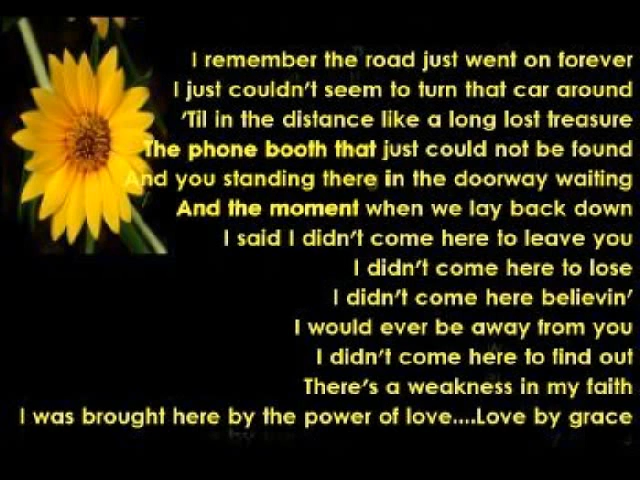 I remember the road just went on forever
I just couldn't seem to turn that car around
'Til in the distance like a long lost treasure
The phone booth that just could not be found
And you standing there in the doorway waiting
And the moment when we lay back down
I said I didn't come here to leave you
I didn't come here to lose
I didn't come here believin'
I would ever be away from you
I didn't come here to find out
There's a weakness in my faith
I was brought here by the power of love....Love by grace